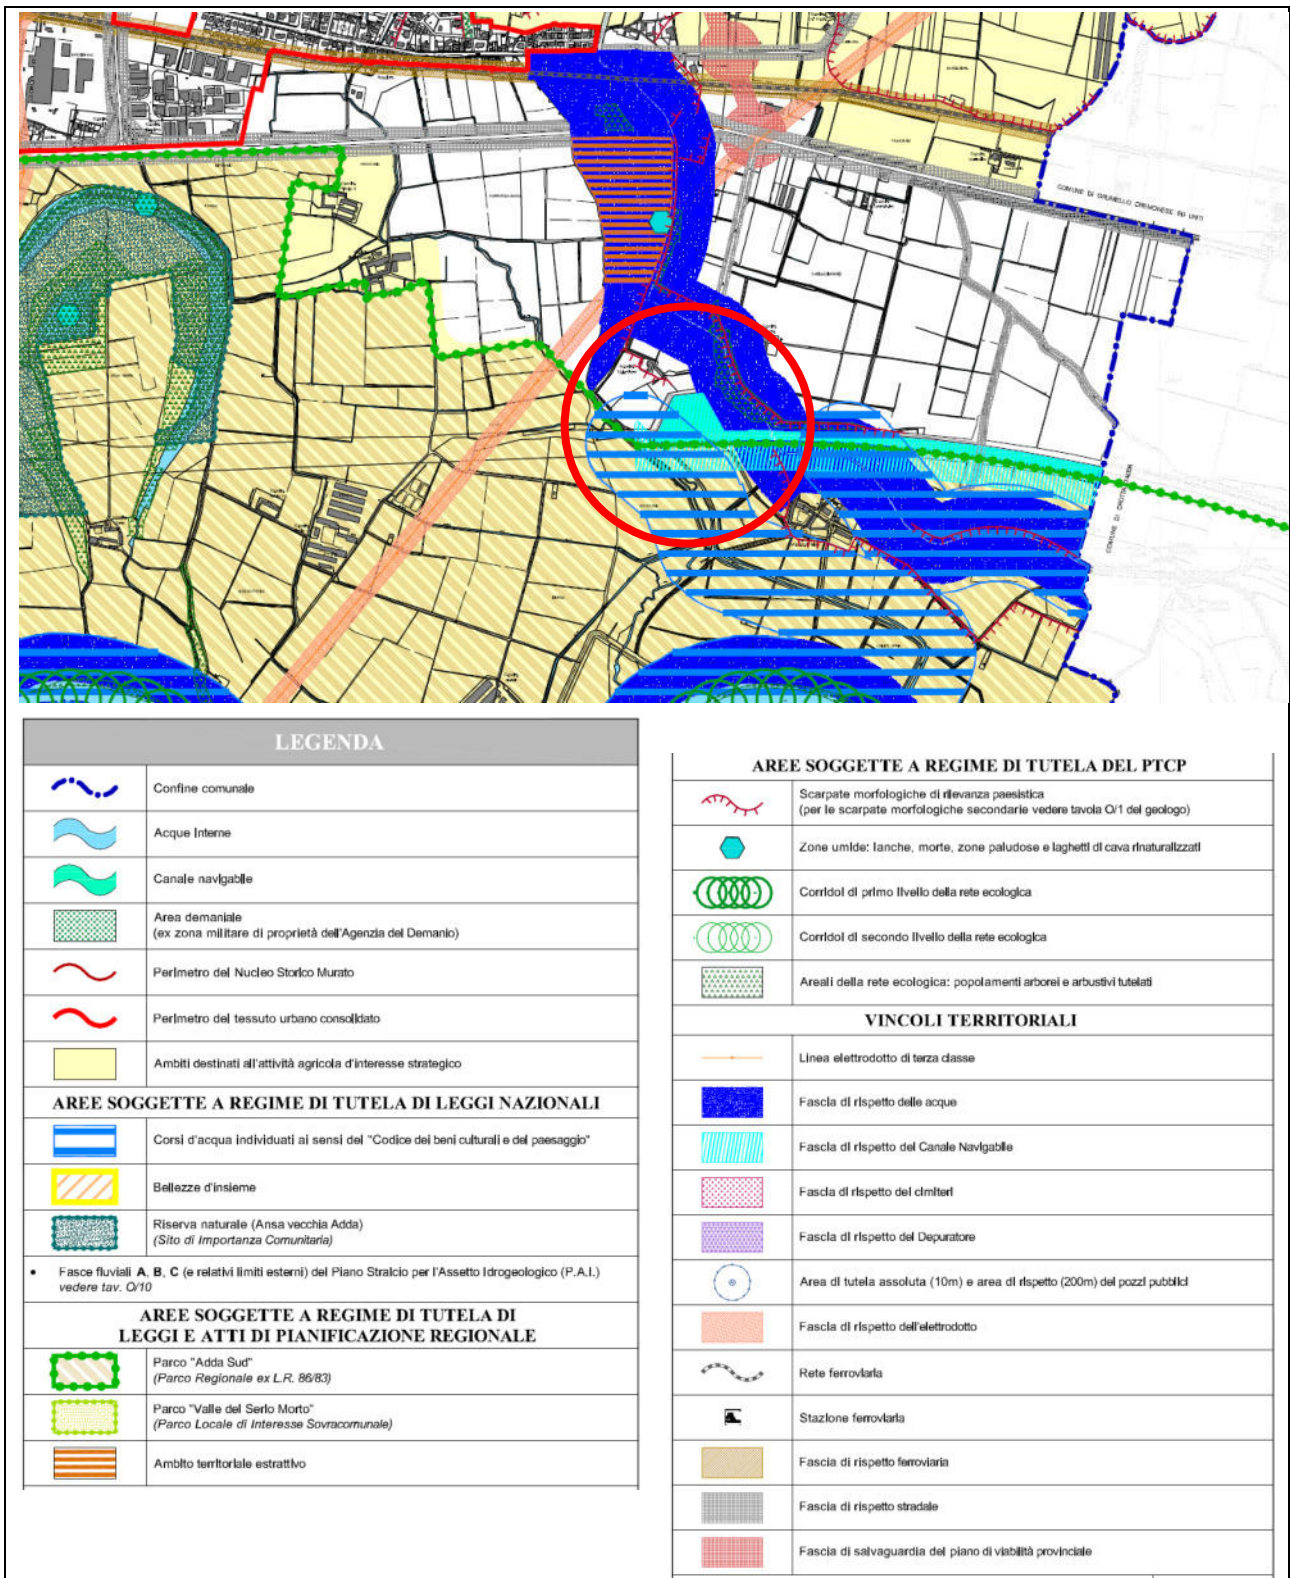 COMUNE DI GRUMELLO CREMONESE ED UNITI
COMUNE DI CROTTA D'ADDA
LEGENDA
Confine comunale
Acque Interne
Canale navigabile
Area demaniale
(ex zona militare di proprietà dell'Agenzia del Demanio)
Perimetro del Nucleo Storico Murato
Perimetro del tessuto urbano consolidato
Ambiti destinati all'attività agricola d'interesse strategico
AREE SOGGETTE A REGIME DI TUTELA DI LEGGI NAZIONALI
Corsi d'acqua individuati ai sensi del "Codice dei beni culturali e del paesaggio"
Bellezze d'insieme
Riserva naturale (Ansa vecchia Adda)
(Sito di Importanza Comunitaria)
• Fasce fluviali A, B, C (e relativi limiti esterni) del Piano Stralcio per l'Assetto Idrogeologico (P.A.I.)
vedere tav. O/10
AREE SOGGETTE A REGIME DI TUTELA DI
LEGGI E ATTI DI PIANIFICAZIONE REGIONALE
Parco "Adda Sud"
(Parco Regionale ex L.R. 86/83)
Parco "Valle del Serio Morto"
(Parco Locale di Interesse Sovracomunale)
Ambito territoriale estrattivo
AREE SOGGETTE A REGIME DI TUTELA DEL PTCP
Scarpate morfologiche di rilevanza paesistica
(per le scarpate morfologiche secondarie vedere tavola O/1 del geologo)
Zone umide: lanche, morte, zone paludose e laghetti di cava rinaturalizzati
Corridoi di primo livello della rete ecologica
Corridoi di secondo livello della rete ecologica
Areali della rete ecologica: popolamenti arborei e arbustivi tutelati
VINCOLI TERRITORIALI
Linea elettrodotto di terza classe
Fascia di rispetto delle acque
Fascia di rispetto del Canale Navigabile
Fascia di rispetto dei cimiteri
Fascia di rispetto del Depuratore
Area di tutela assoluta (10m) e area di rispetto (200m) dei pozzi pubblici
Fascia di rispetto dell'elettrodotto
Rete ferroviaria
Stazione ferroviaria
Fascia di rispetto ferroviaria
Fascia di rispetto stradale
Fascia di salvaguardia del piano di viabilità provinciale